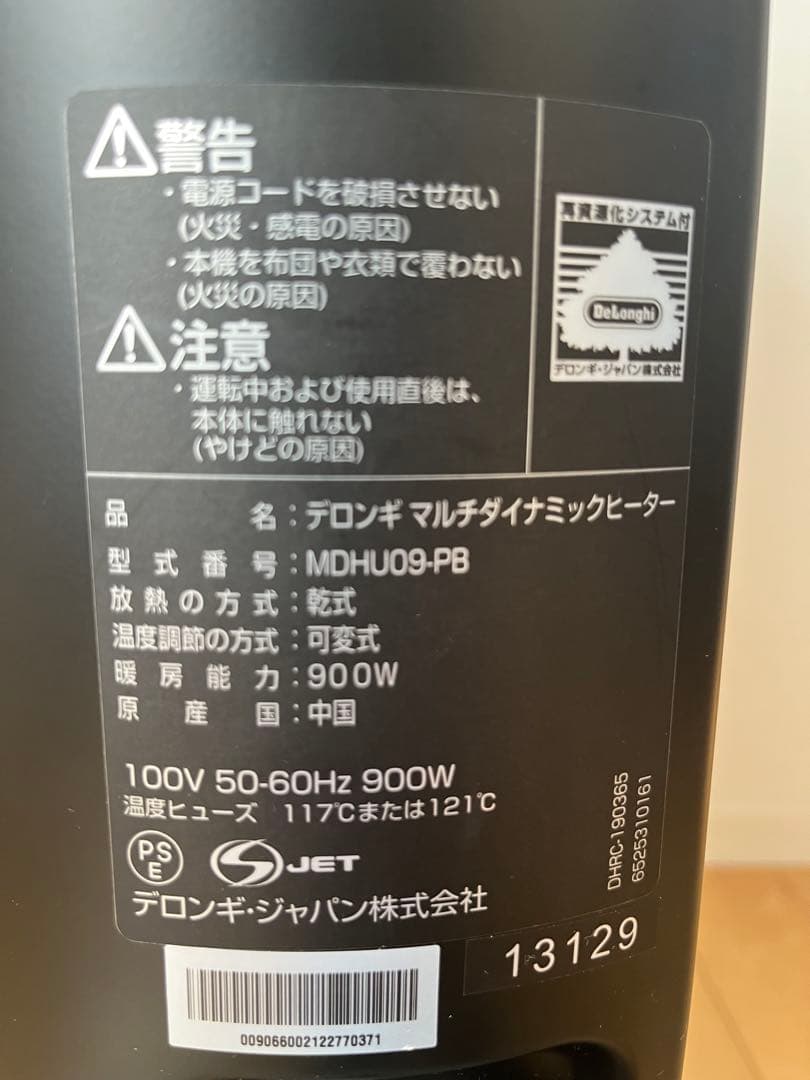 警告
・電源コードを破損させない
(火災・感電の原因)
・本機を布団や衣類で覆わない
(火災の原因)
注意
・運転中および使用直後は、
本体に触れない
(やけどの原因)
再資源化システム付
DeLonghi
デロンギ・ジャパン株式会社
品名：デロンギ マルチダイナミックヒーター
型式番号：MDHU09-PB
放熱の方式：乾式
温度調節の方式：可変式
暖房能力：900W
原産国：中国
100V 50-60Hz 900W
温度ヒューズ 117℃または121℃
PSE
JET
デロンギ・ジャパン株式会社
DHRC-190365
6525310161
13129
009066002122770371